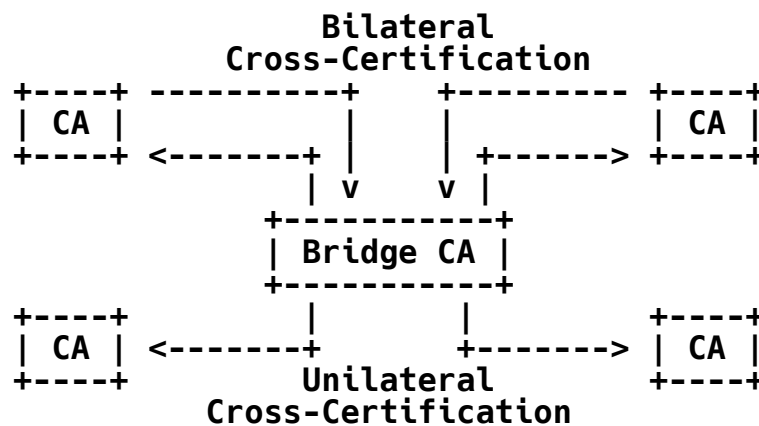 Bilateral
           Cross-Certification
+----+ -----------+    +--------- +----+
| CA |            |    |          | CA |
+----+ <-------+  |    | +------> +----+
               | v    v |
             +-----------+
             | Bridge CA |
             +-----------+
+----+         |       |         +----+
| CA | <-------+       +-------> | CA |
+----+         Unilateral         +----+
          Cross-Certification